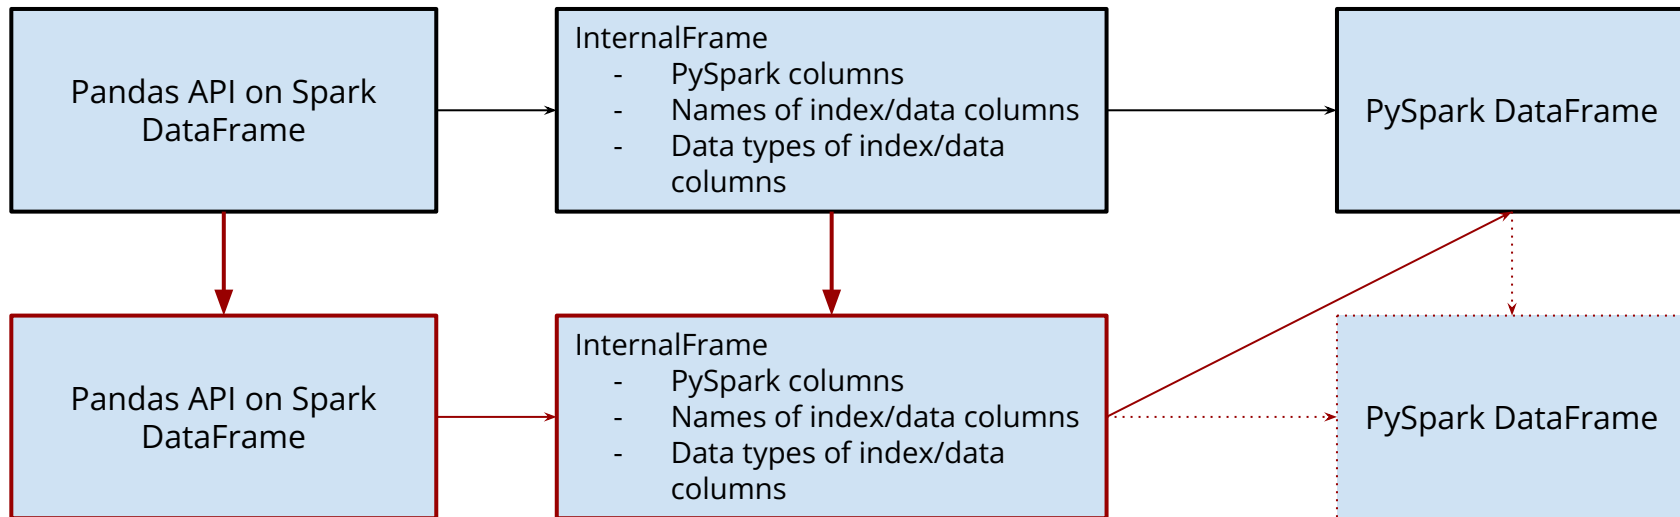 Pandas API on Spark
DataFrame
InternalFrame
- PySpark columns
- Names of index/data columns
- Data types of index/data
columns
PySpark DataFrame
Pandas API on Spark
DataFrame
InternalFrame
- PySpark columns
- Names of index/data columns
- Data types of index/data
columns
PySpark DataFrame